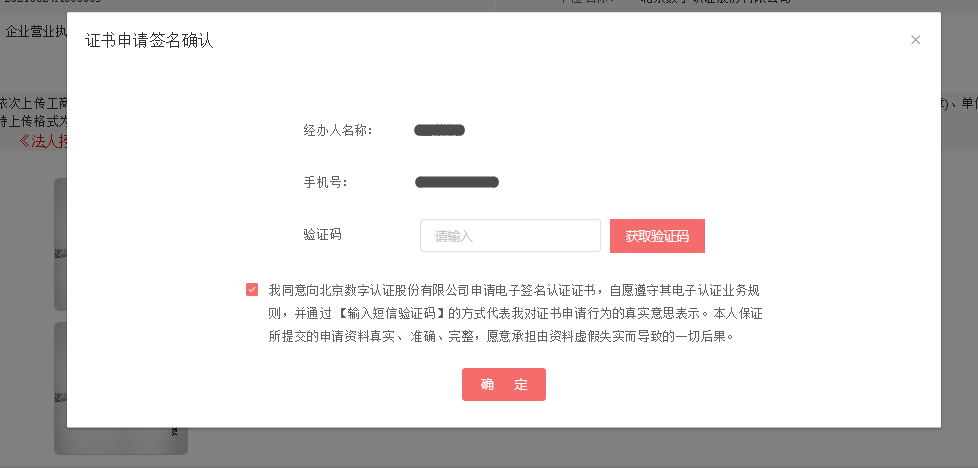 企业营业执
证书申请签名确认
依次上传工商
持上传格式为
《法人授
经办人名称：
手机号：
验证码
请输入
获取验证码
我同意向北京数字认证股份有限公司申请电子签名认证证书，自愿遵守其电子认证业务规
则，并通过 【输入短信验证码】的方式代表我对证书申请行为的真实意思表示。本人保证
所提交的申请资料真实、 准确、完整，愿意承担由资料虚假失实而导致的一切后果。
确 定